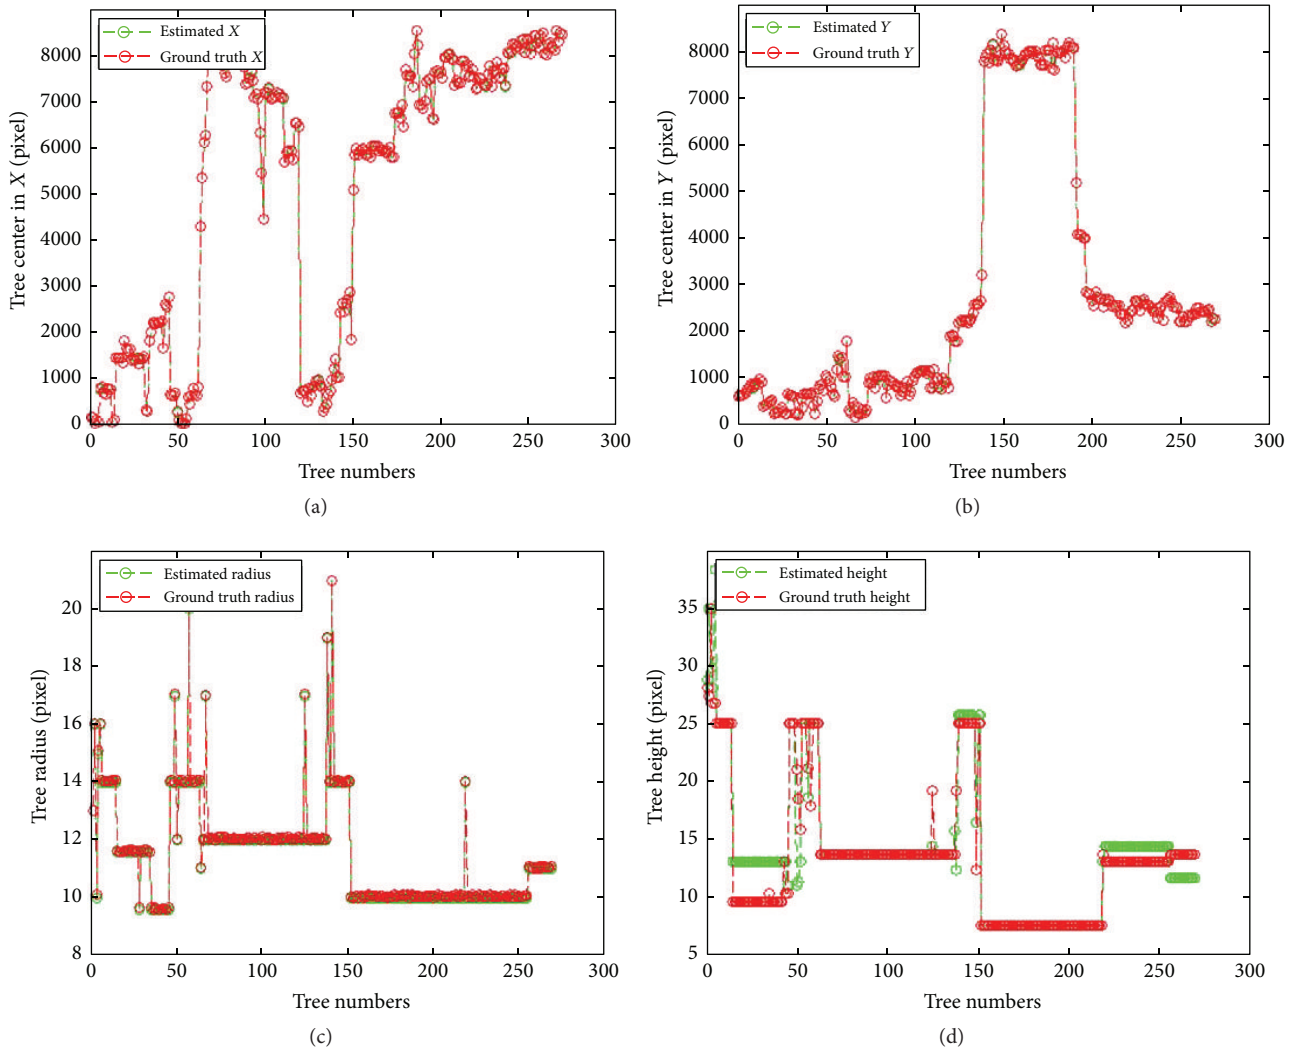 Estimated X
Ground truth X
8000
7000
6000
5000
4000
3000
2000
1000
0
Tree center in X (pixel)
0 50 100 150 200 250 300
Tree numbers
(a)
Estimated Y
Ground truth Y
8000
7000
6000
5000
4000
3000
2000
1000
0
Tree center in Y (pixel)
0 50 100 150 200 250 300
Tree numbers
(b)
Estimated radius
Ground truth radius
20
18
16
14
12
10
8
Tree radius (pixel)
0 50 100 150 200 250 300
Tree numbers
(c)
Estimated height
Ground truth height
35
30
25
20
15
10
5
Tree height (pixel)
0 50 100 150 200 250 300
Tree numbers
(d)